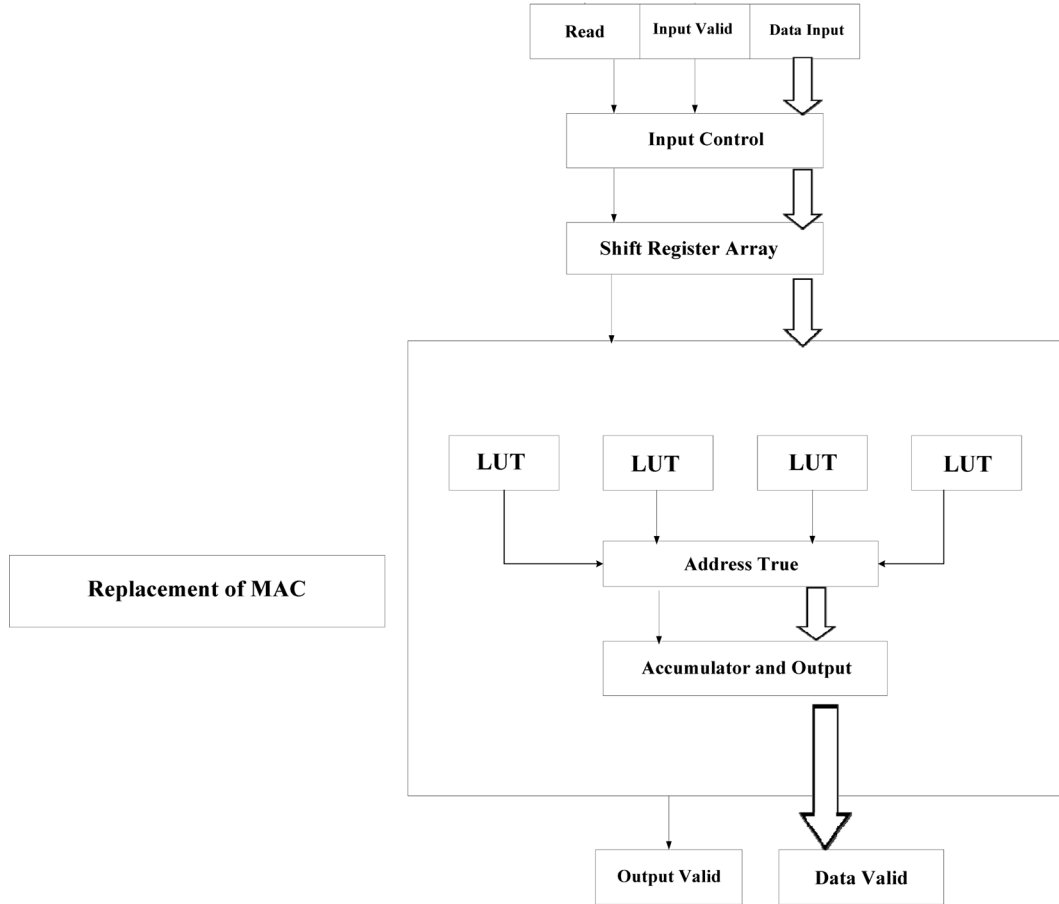 Read
Input Valid
Data Input
Input Control
Shift Register Array
LUT
LUT
LUT
LUT
Address True
Replacement of MAC
Accumulator and Output
Output Valid
Data Valid